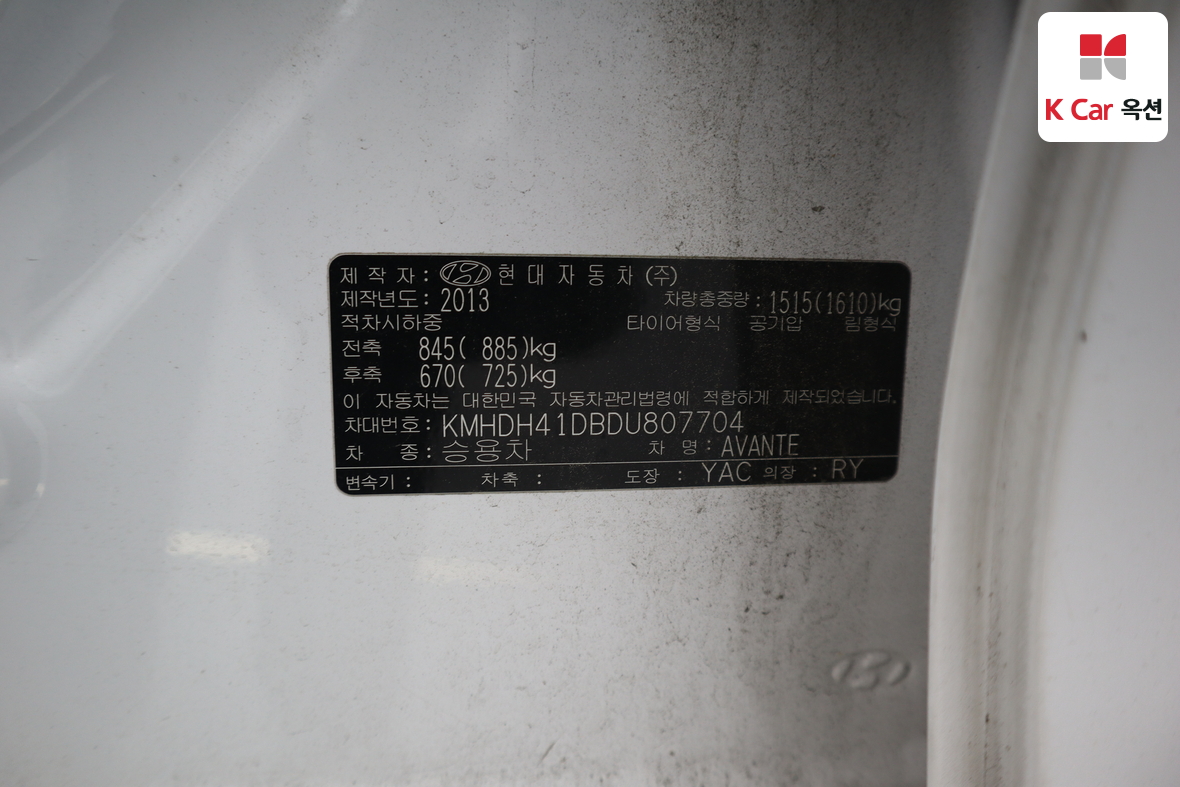 K Car 옥션
제 작 자 : 현 대 자 동 차 (주)
제작년도 : 2013 차량총중량 : 1515(1610)kg
적차시하중 타이어형식 공기압 림형식
전축 845( 885)kg
후축 670( 725)kg
이 자동차는 대한민국 자동차관리법령에 적합하게 제작되었습니다.
차대번호 : KMHDH41DBDU807704
차 종 : 승용차 차 명 : AVANTE
변속기 : 차축 : 도장 : YAC 의장 : RY